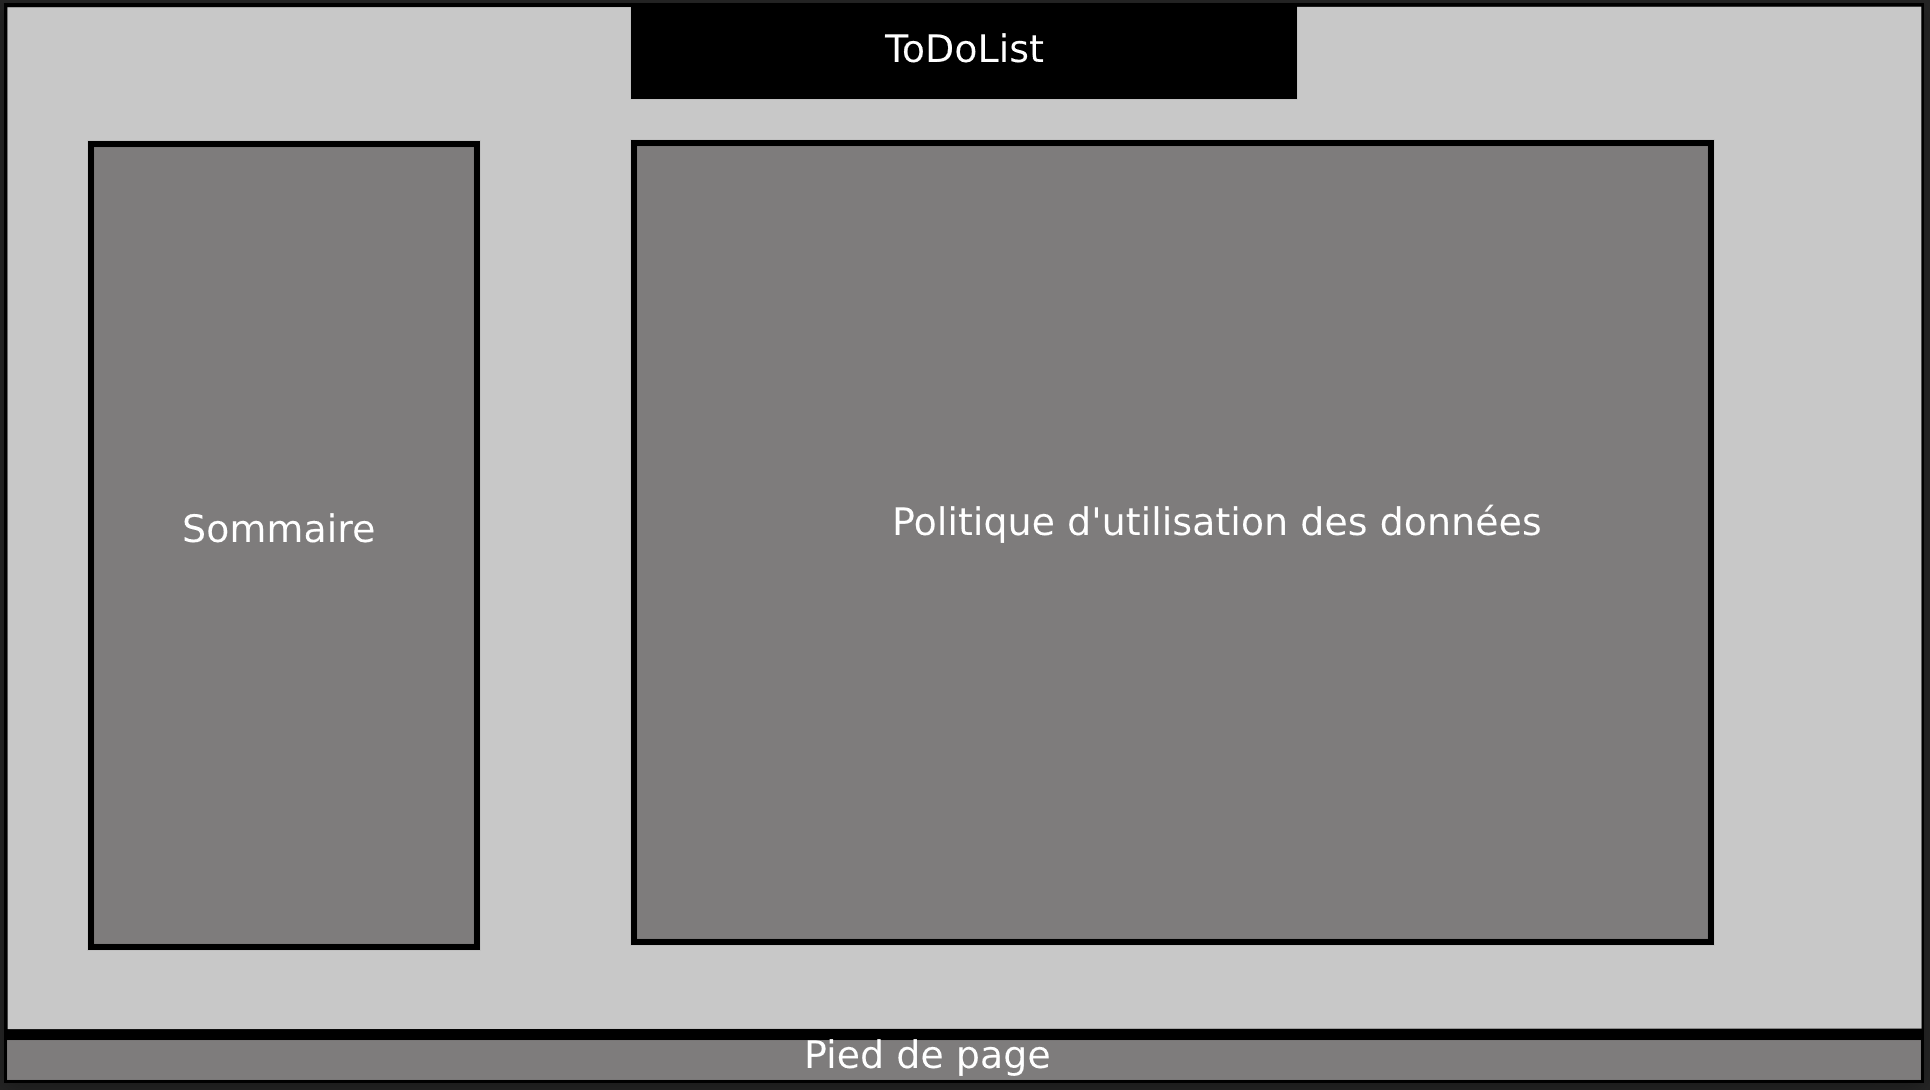 ToDoList
Sommaire
Politique d'utilisation des données
Pied de page